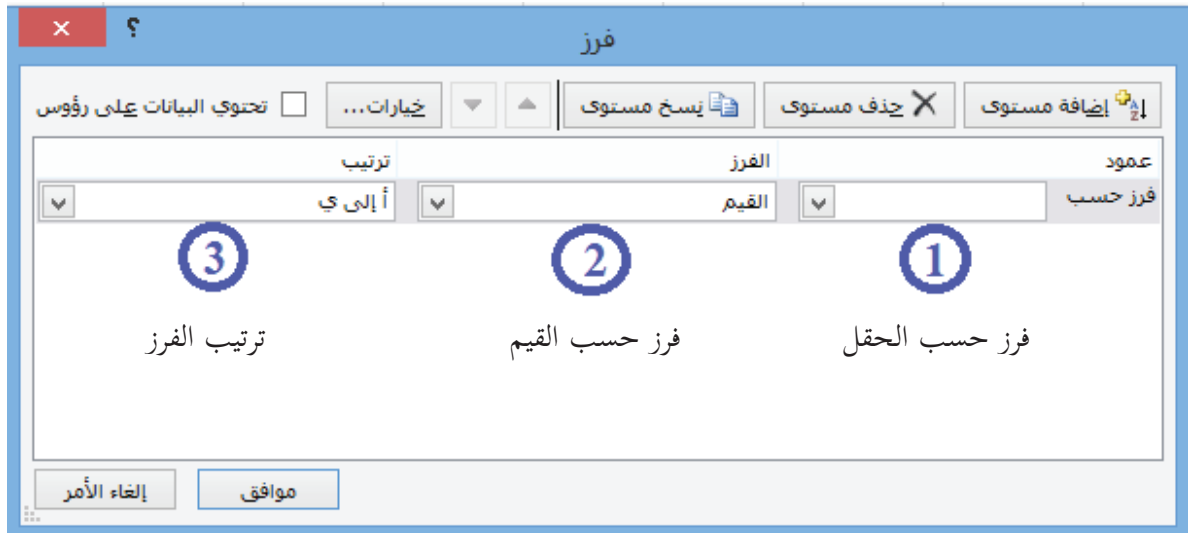 فرز ؟
إضافة مستوى حذف مستوى نسخ مستوى خيارات... تحتوي البيانات على رؤوس
عمود الفرز ترتيب
فرز حسب القيم أ إلى ي
1 2 3
فرز حسب الحقل فرز حسب القيم ترتيب الفرز
موافق إلغاء الأمر